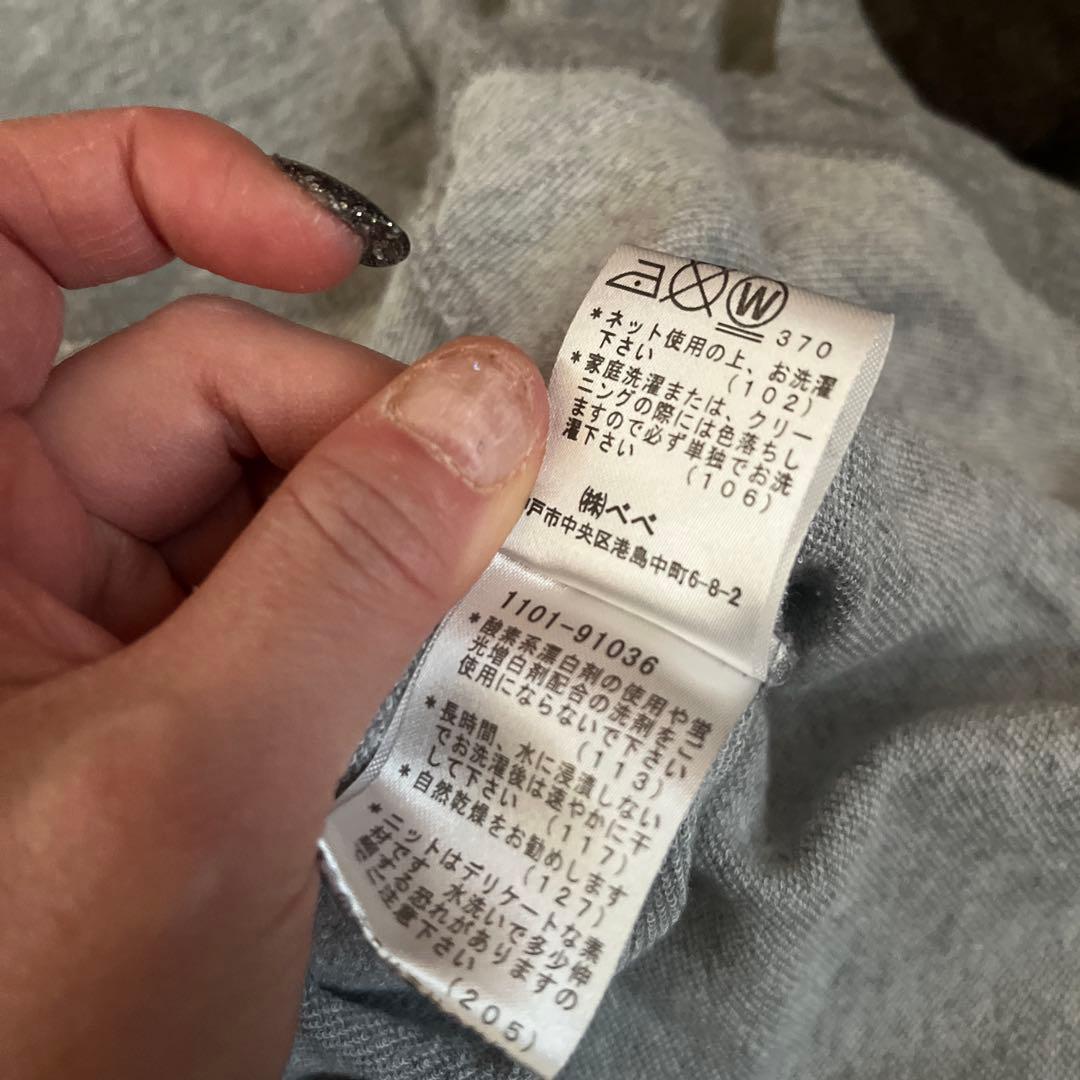 W 370
*ネット使用の上、お洗濯
下さい (102)
*家庭洗濯または、クリー
ニングの際には色落ちし
ますので必ず単独でお洗
濯下さい (106)
㈱べべ
戸市中央区港島中町6-8-2
1101-91036
*酸素系漂白剤の使用や蛍
光増白剤配合の洗剤をご
使用にならないで下さい
(113)
*長時間、水に浸漬しない
でお洗濯後は速やかに干
して下さい (117)
*自然乾燥をお勧めします
(127)
*ニットはデリケートな素
材です 水洗いで多少伸
縮する恐れがありますの
に注意下さい
(205)